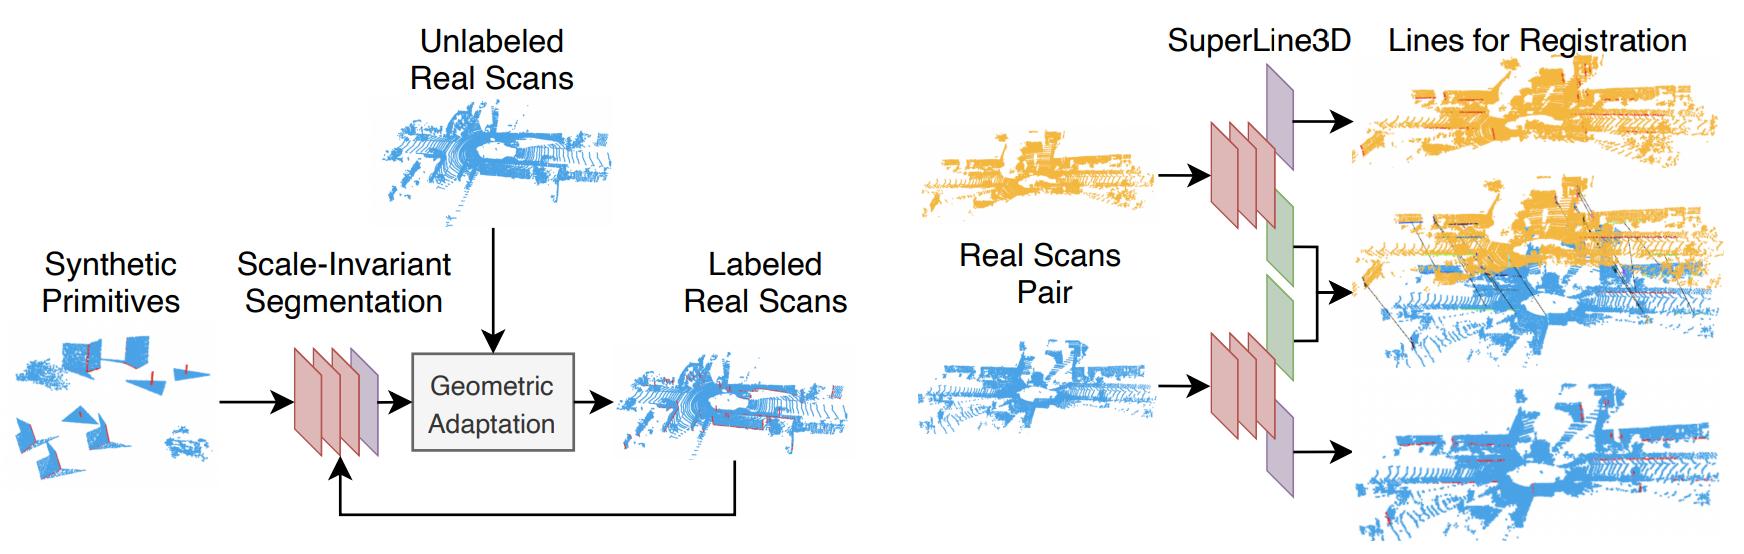 Unlabeled
Real Scans
Synthetic
Primitives
Scale-Invariant
Segmentation
Geometric
Adaptation
Labeled
Real Scans
SuperLine3D
Lines for Registration
Real Scans
Pair